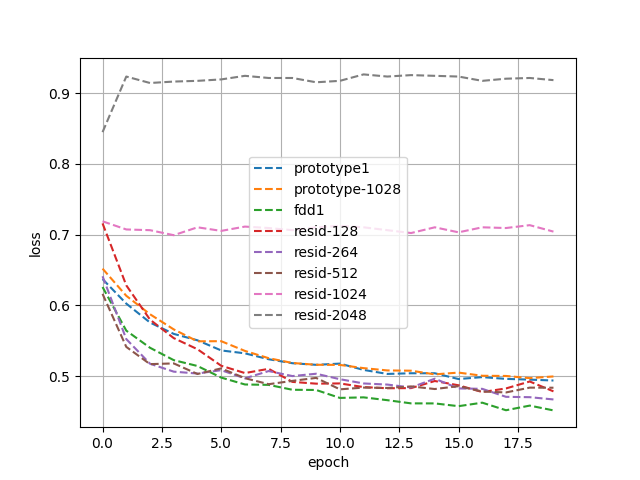 0.9
0.8
0.7
0.6
0.5
loss
prototype1
prototype-1028
fdd1
resid-128
resid-264
resid-512
resid-1024
resid-2048
0.0 2.5 5.0 7.5 10.0 12.5 15.0 17.5
epoch